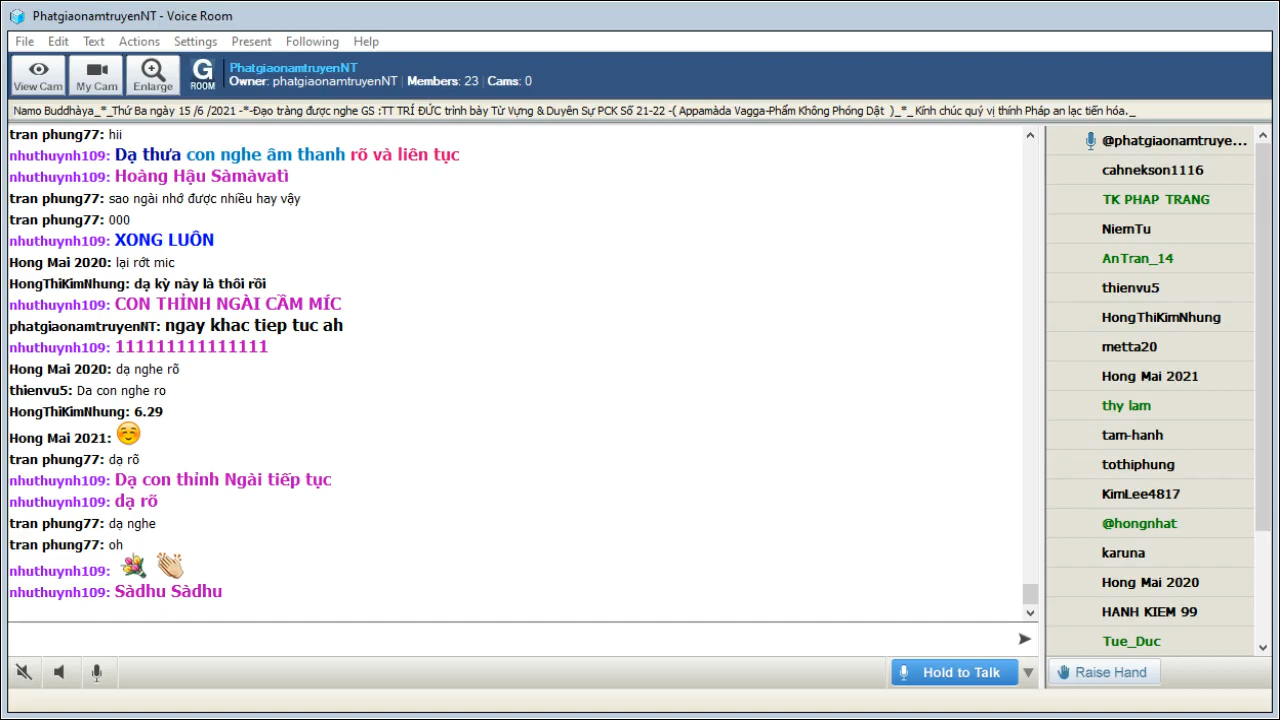 PhatgiaonamtruyenNT - Voice Room
File Edit Text Actions Settings Present Following Help
View Cam My Cam Enlarge G ROOM
PhatgiaonamtruyenNT
Owner: phatgiaonamtruyenNT | Members: 23 | Cams: 0
Namo Buddhàya_*_Thứ Ba ngày 15 /6 /2021 -*-Đạo tràng được nghe GS :TT TRÍ ĐỨC trình bày Từ Vựng & Duyên Sự PCK Số 21-22 -( Appamàda Vagga-Phẩm Không Phóng Dật )_*_ Kính chúc quý vị thính Pháp an lạc tiến hóa._
tran phung77: hii
nhuthuynh109: Dạ thưa con nghe âm thanh rõ và liên tục
nhuthuynh109: Hoàng Hậu Sàmàvatì
tran phung77: sao ngài nhớ được nhiều hay vậy
tran phung77: 000
nhuthuynh109: XONG LUÔN
Hong Mai 2020: lại rớt mic
HongThiKimNhung: dạ kỳ này là thôi rồi
nhuthuynh109: CON THỈNH NGÀI CẦM MÍC
phatgiaonamtruyenNT: ngay khac tiep tuc ah
nhuthuynh109: 111111111111111
Hong Mai 2020: dạ nghe rõ
thienvu5: Da con nghe ro
HongThiKimNhung: 6.29
Hong Mai 2021:
tran phung77: dạ rõ
nhuthuynh109: Dạ con thỉnh Ngài tiếp tục
nhuthuynh109: dạ rõ
tran phung77: dạ nghe
tran phung77: oh
nhuthuynh109:
nhuthuynh109: Sàdhu Sàdhu
@phatgiaonamtruye...
cahnekson1116
TK PHAP TRANG
NiemTu
AnTran_14
thienvu5
HongThiKimNhung
metta20
Hong Mai 2021
thy lam
tam-hanh
tothiphung
KimLee4817
@hongnhat
karuna
Hong Mai 2020
HANH KIEM 99
Tue_Duc
Hold to Talk
Raise Hand